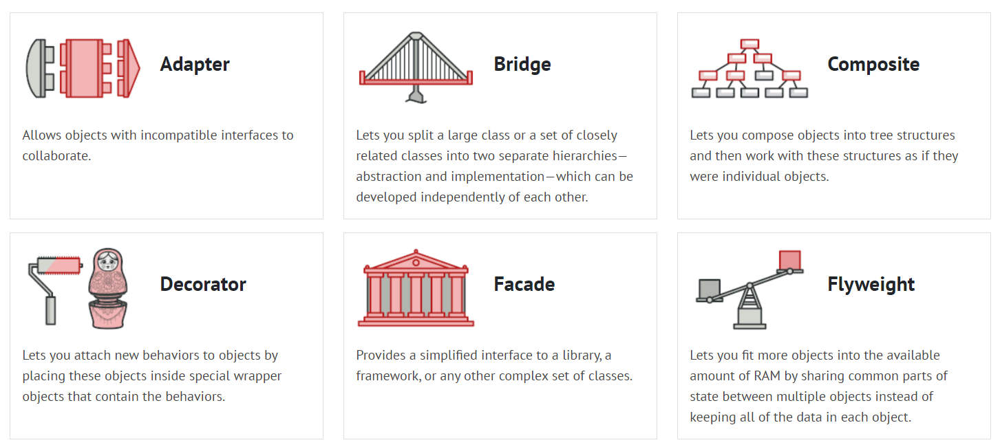 Adapter
Allows objects with incompatible interfaces to
collaborate.
Bridge
Lets you split a large class or a set of closely
related classes into two separate hierarchies—
abstraction and implementation—which can be
developed independently of each other.
Composite
Lets you compose objects into tree structures
and then work with these structures as if they
were individual objects.
Decorator
Lets you attach new behaviors to objects by
placing these objects inside special wrapper
objects that contain the behaviors.
Facade
Provides a simplified interface to a library, a
framework, or any other complex set of classes.
Flyweight
Lets you fit more objects into the available
amount of RAM by sharing common parts of
state between multiple objects instead of
keeping all of the data in each object.